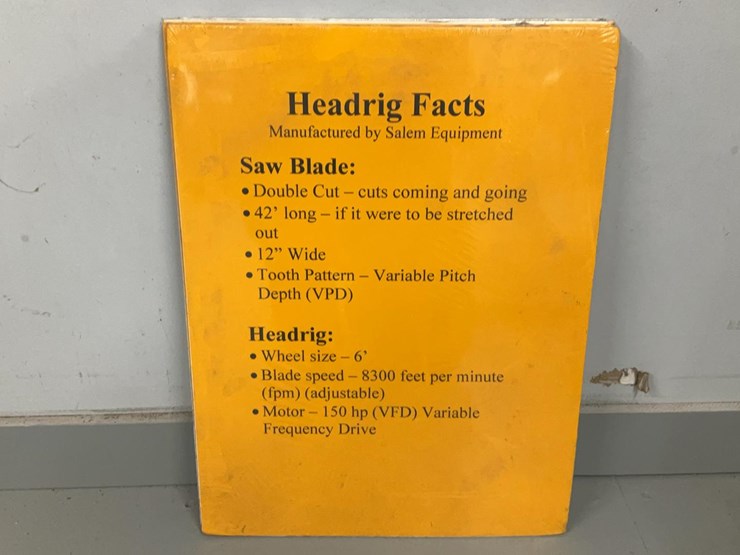 Headrig Facts
Manufactured by Salem Equipment
Saw Blade:
• Double Cut – cuts coming and going
• 42’ long – if it were to be stretched
out
• 12” Wide
• Tooth Pattern – Variable Pitch
Depth (VPD)
Headrig:
• Wheel size – 6’
• Blade speed – 8300 feet per minute
(fpm) (adjustable)
• Motor – 150 hp (VFD) Variable
Frequency Drive